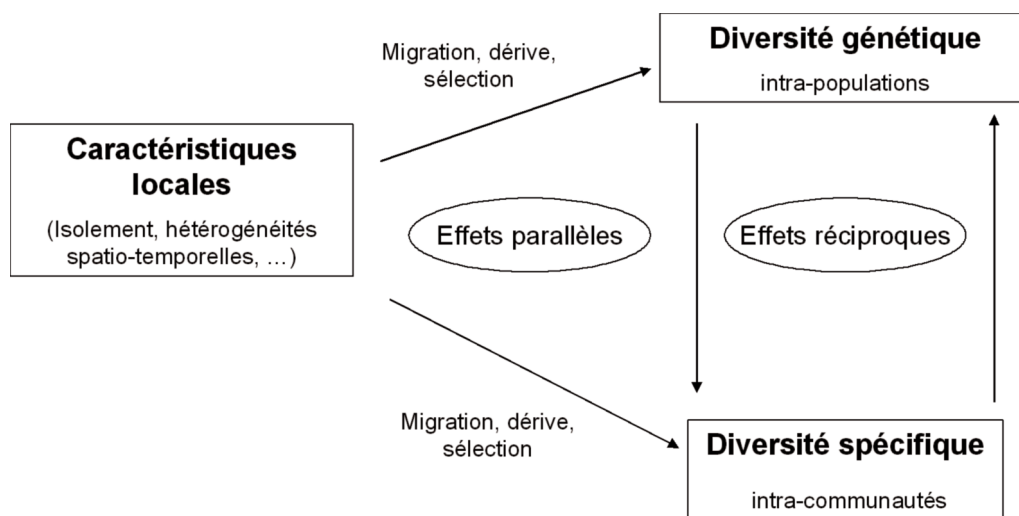 Migration, dérive,
sélection
Diversité génétique
intra-populations
Caractéristiques
locales
(Isolement, hétérogénéités
spatio-temporelles, …)
Effets parallèles
Effets réciproques
Migration, dérive,
sélection
Diversité spécifique
intra-communautés